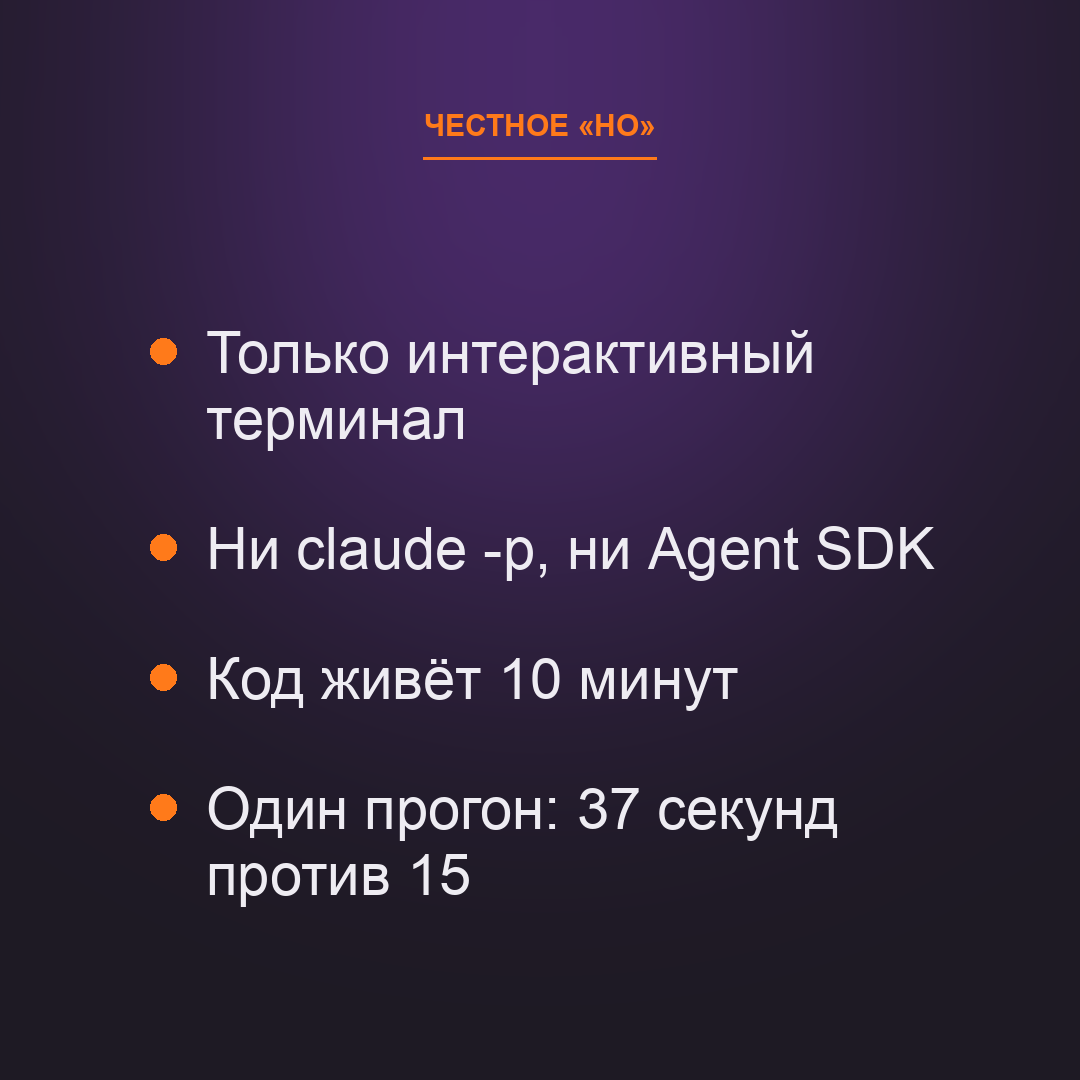 ЧЕСТНОЕ «НО»
Только интерактивный
терминал
Ни claude -p, ни Agent SDK
Код живёт 10 минут
Один прогон: 37 секунд
против 15